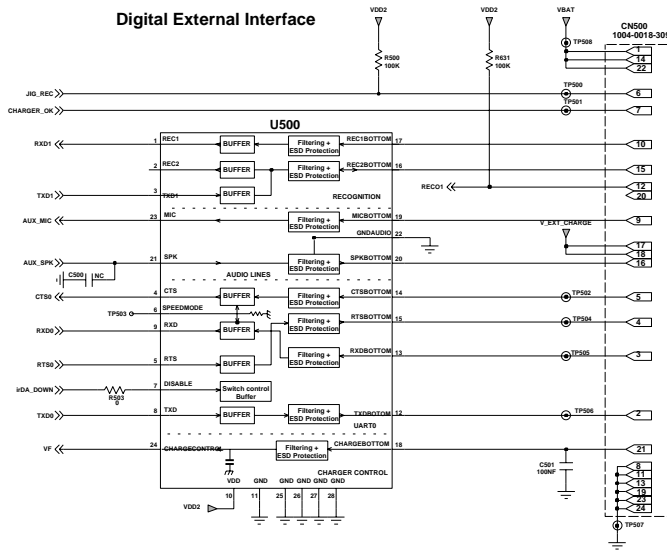 Digital External Interface
VDD2
VDD2
VBAT
CN500
1004-0018-309
TP508
1
14
22
R500
100K
R631
100K
JIG_REC
TP500
6
CHARGER_OK
TP501
7
U500
RXD1
1
REC1
BUFFER
Filtering +
ESD Protection
REC1BOTTOM
17
10
2
REC2
BUFFER
Filtering +
ESD Protection
REC2BOTTOM
16
15
TXD1
3
TXD1
BUFFER
RECO1
12
20
RECOGNITION
AUX_MIC
23
MIC
Filtering +
ESD Protection
MICBOTTOM
19
9
GNDAUDIO
22
V_EXT_CHARGE
17
18
AUX_SPK
21
SPK
Filtering +
ESD Protection
SPKBOTTOM
20
16
C500
NC
AUDIO LINES
CTS0
4
CTS
BUFFER
Filtering +
ESD Protection
CTSBOTTOM
14
TP502
5
TP503
6
SPEEDMODE
RTSBOTTOM
15
TP504
4
RXD0
9
RXD
BUFFER
Filtering +
ESD Protection
RTS0
5
RTS
BUFFER
Filtering +
ESD Protection
RXDBOTTOM
13
TP505
3
irDA_DOWN
R503
0
7
DISABLE
Switch control
Buffer
TXD0
8
TXD
BUFFER
Filtering +
ESD Protection
TXDBOTOM
12
TP506
2
UART0
VF
24
CHARGECONTROL
Filtering +
ESD Protection
CHARGEBOTTOM
18
21
C501
100NF
CHARGER CONTROL
VDD
GND
GND
GND
GND
GND
10
11
25
26
27
28
VDD2
8
11
13
19
23
24
TP507